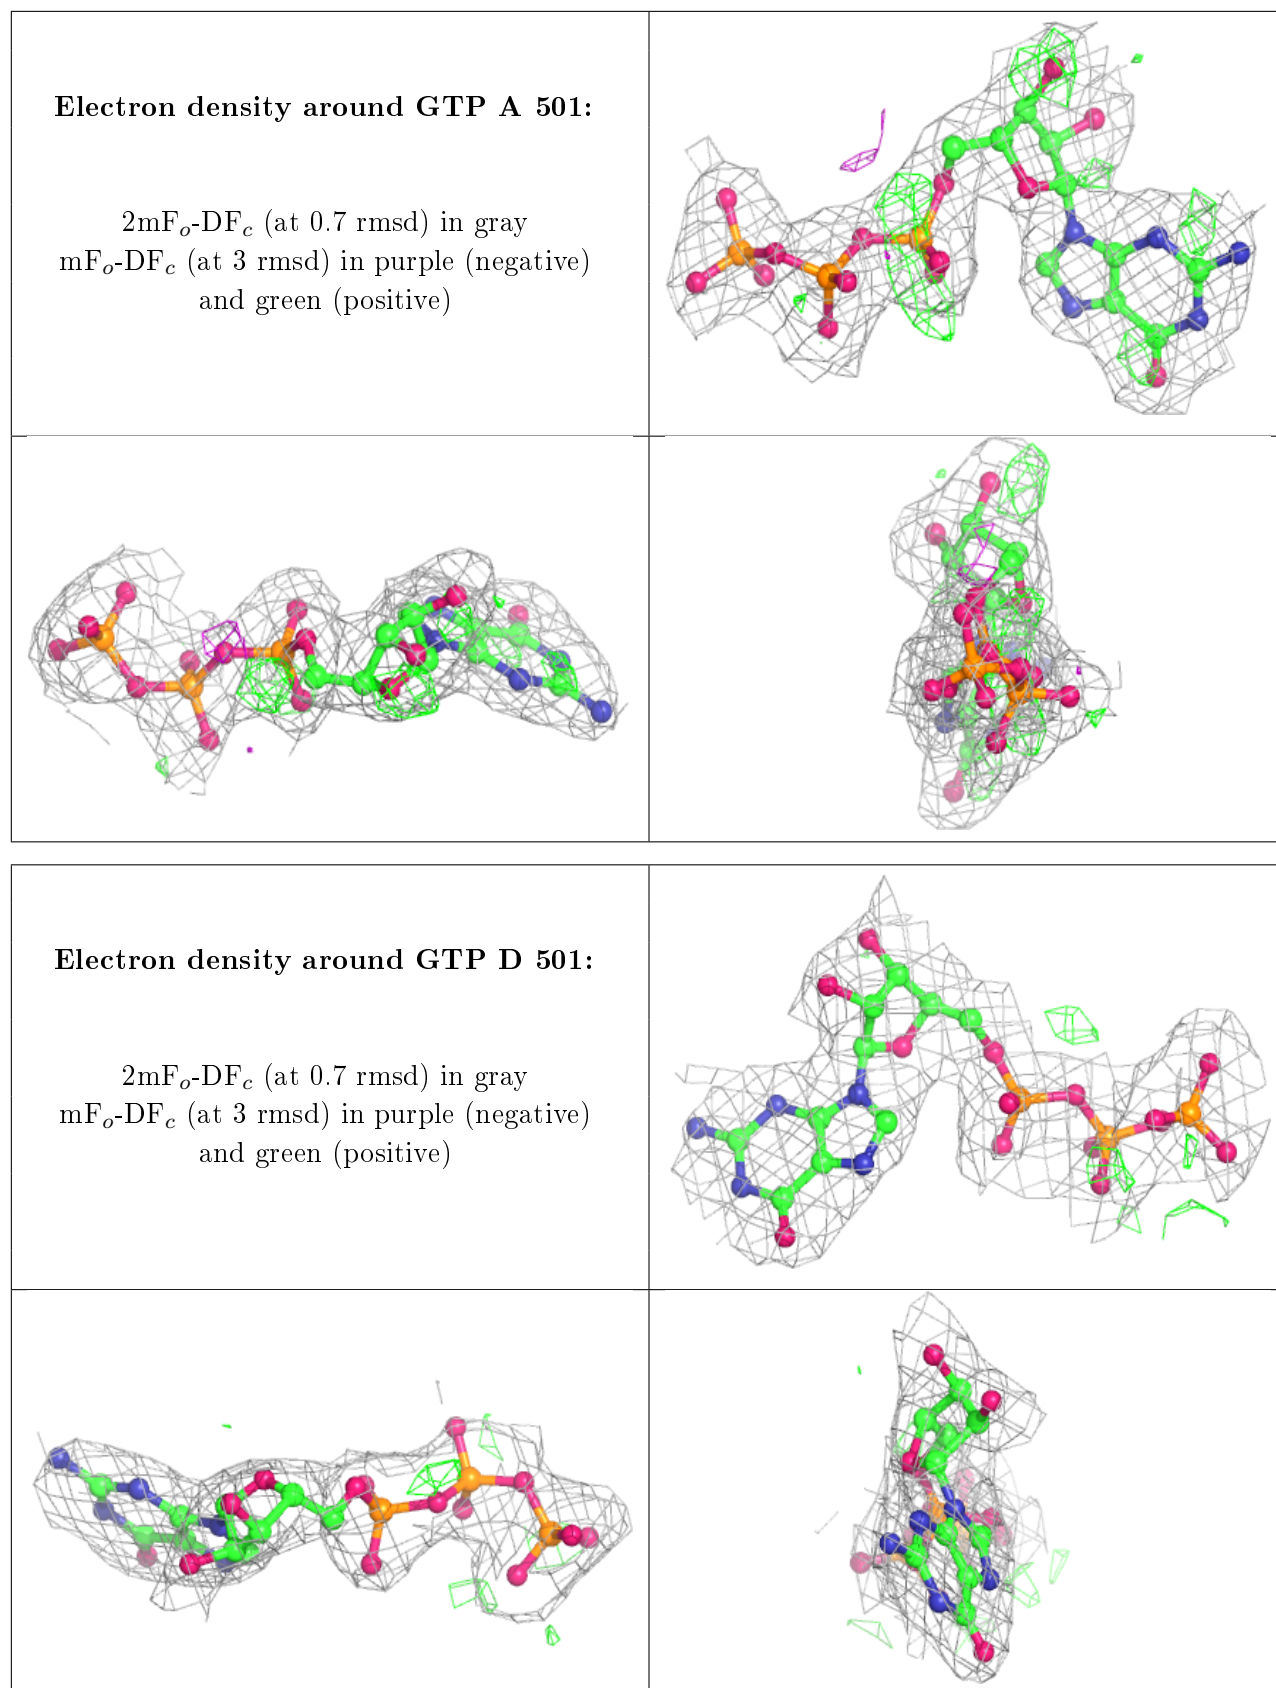 Electron density around GTP A 501:
2mFo-DFc (at 0.7 rmsd) in gray
mFo-DFc (at 3 rmsd) in purple (negative)
and green (positive)
Electron density around GTP D 501:
2mFo-DFc (at 0.7 rmsd) in gray
mFo-DFc (at 3 rmsd) in purple (negative)
and green (positive)